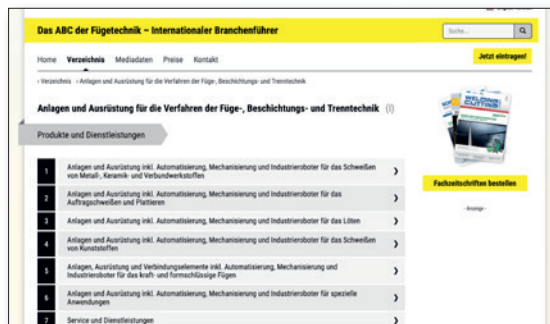 Das ABC der Fügetechnik – Internationaler Branchenführer
Suche...
Home Verzeichnis Mediadaten Preise Kontakt
Jetzt eintragen!
› Verzeichnis › Anlagen und Ausrüstung für die Verfahren der Füge-, Beschichtungs- und Trenntechnik
Anlagen und Ausrüstung für die Verfahren der Füge-, Beschichtungs- und Trenntechnik (I)
Produkte und Dienstleistungen
1 Anlagen und Ausrüstung inkl. Automatisierung, Mechanisierung und Industrieroboter für das Schweißen
von Metall-, Keramik- und Verbundwerkstoffen
2 Anlagen und Ausrüstung inkl. Automatisierung, Mechanisierung und Industrieroboter für das
Auftragschweißen und Plattieren
3 Anlagen und Ausrüstung inkl. Automatisierung, Mechanisierung und Industrieroboter für das Löten
4 Anlagen und Ausrüstung inkl. Automatisierung, Mechanisierung und Industrieroboter für das Schweißen
von Kunststoffen
5 Anlagen, Ausrüstung und Verbindungselemente inkl. Automatisierung, Mechanisierung und
Industrieroboter für das kraft- und formschlüssige Fügen
6 Anlagen und Ausrüstung inkl. Automatisierung, Mechanisierung und Industrieroboter für spezielle
Anwendungen
7 Service und Dienstleistungen
WELDING
CUTTING
Fachzeitschriften bestellen
- Anzeige -